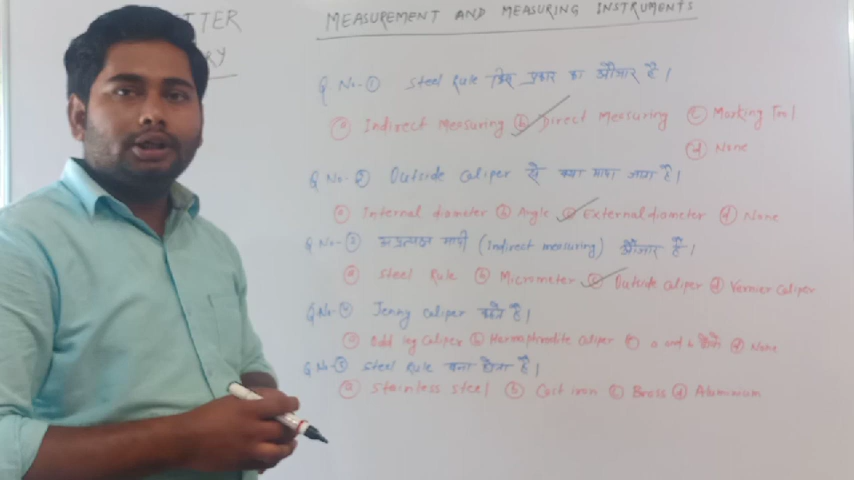 TTER
RY
MEASUREMENT AND MEASURING INSTRUMENTS
Q No-① Steel Rule किस प्रकार का औजार है।
ⓐ Indirect Measuring ⓑ Direct Measuring ⓒ Marking Tool
ⓓ None
Q No-② Outside Caliper से क्या मापा जाता है।
ⓐ Internal diameter ⓑ Angle ⓒ External diameter ⓓ None
Q No-③ अप्रत्यक्ष मापी (Indirect measuring) औजार है।
ⓐ Steel Rule ⓑ Micrometer ⓒ Outside caliper ⓓ Vernier Caliper
Q No-④ Jenny caliper कहते है।
ⓐ Odd leg Caliper ⓑ Hermaphrodite caliper ⓒ a and b दोनो ⓓ None
Q No-⑤ Steel Rule बना होता है।
ⓐ Stainless steel ⓑ Cast iron ⓒ Brass ⓓ Aluminium